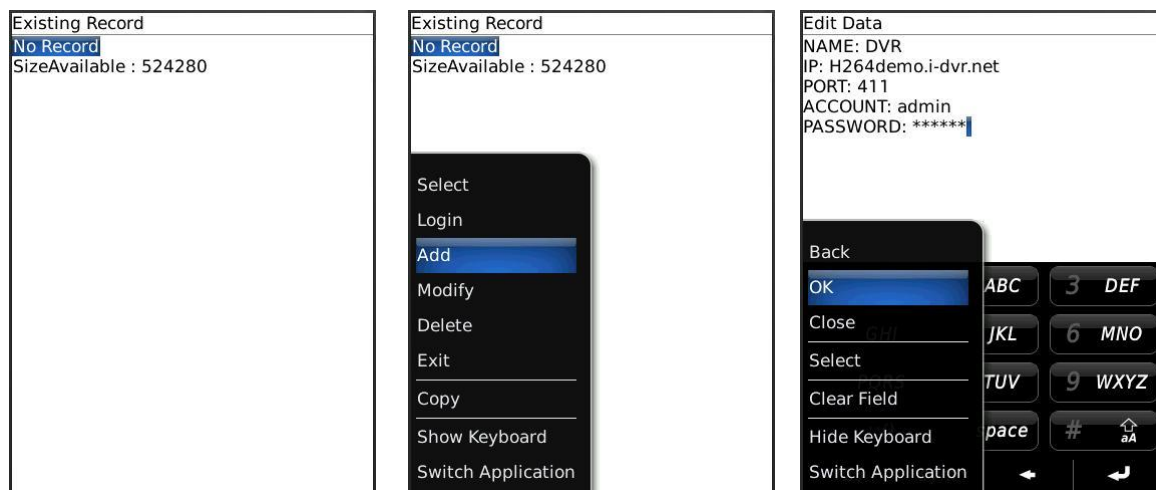 Existing Record
No Record
SizeAvailable : 524280
Existing Record
No Record
SizeAvailable : 524280
Select
Login
Add
Modify
Delete
Exit
Copy
Show Keyboard
Switch Application
Edit Data
NAME: DVR
IP: H264demo.i-dvr.net
PORT: 411
ACCOUNT: admin
PASSWORD: ******
Back
OK
Close
Select
Clear Field
Hide Keyboard
Switch Application
ABC 3 DEF
GHI JKL 6 MNO
PQRS TUV 9 WXYZ
space # aA